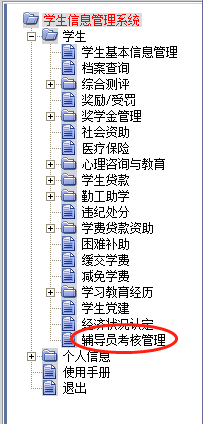 学生信息管理系统
学生
学生基本信息管理
档案查询
综合测评
奖励/受罚
奖学金管理
社会资助
医疗保险
心理咨询与教育
学生贷款
勤工助学
违纪处分
学费贷款资助
困难补助
缓交学费
减免学费
学习教育经历
学生党建
经济状况认定
辅导员考核管理
个人信息
使用手册
退出